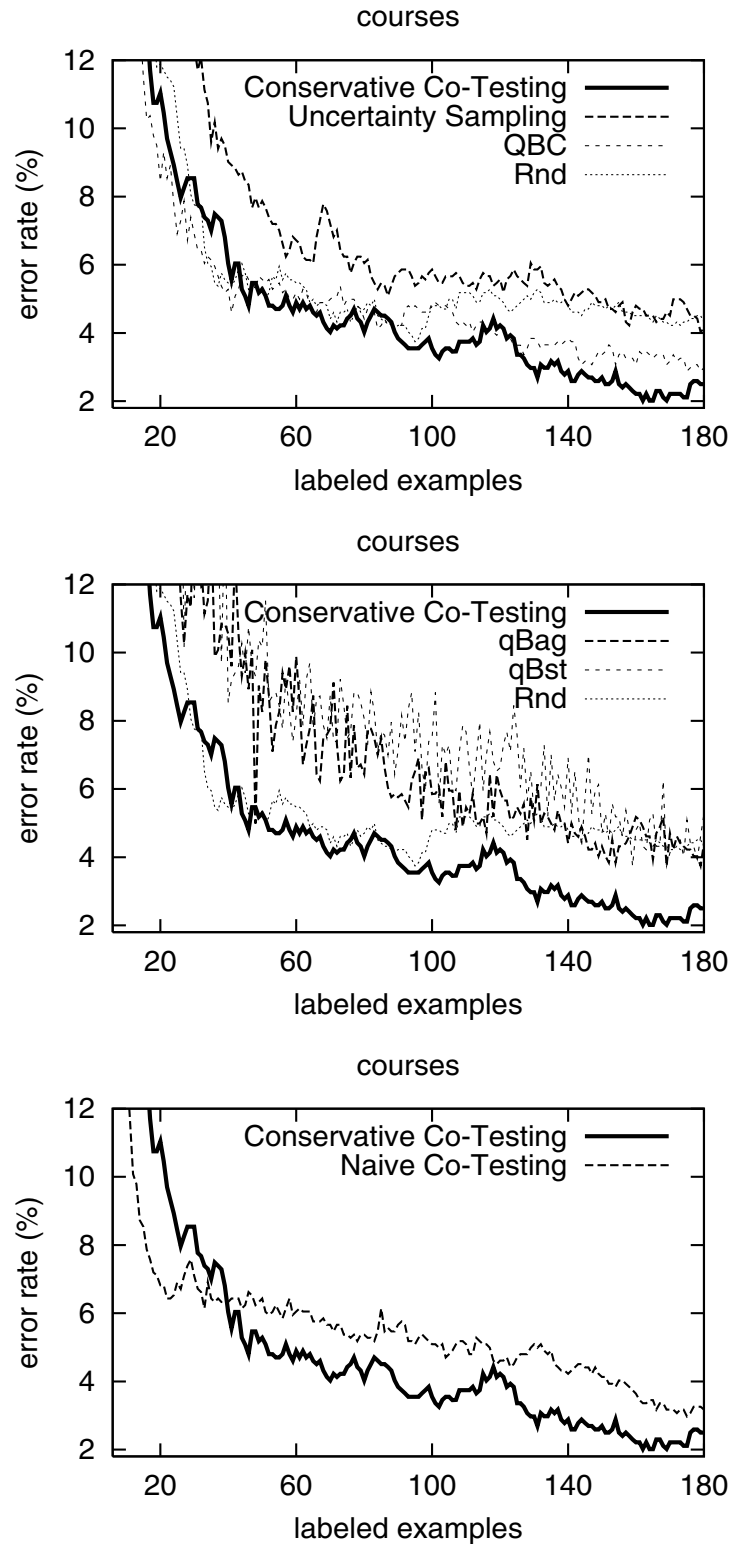 courses
12
10
8
6
4
2
error rate (%)
Conservative Co-Testing
Uncertainty Sampling
QBC
Rnd
20 60 100 140 180
labeled examples
courses
12
10
8
6
4
2
error rate (%)
Conservative Co-Testing
qBag
qBst
Rnd
20 60 100 140 180
labeled examples
courses
12
10
8
6
4
2
error rate (%)
Conservative Co-Testing
Naive Co-Testing
20 60 100 140 180
labeled examples